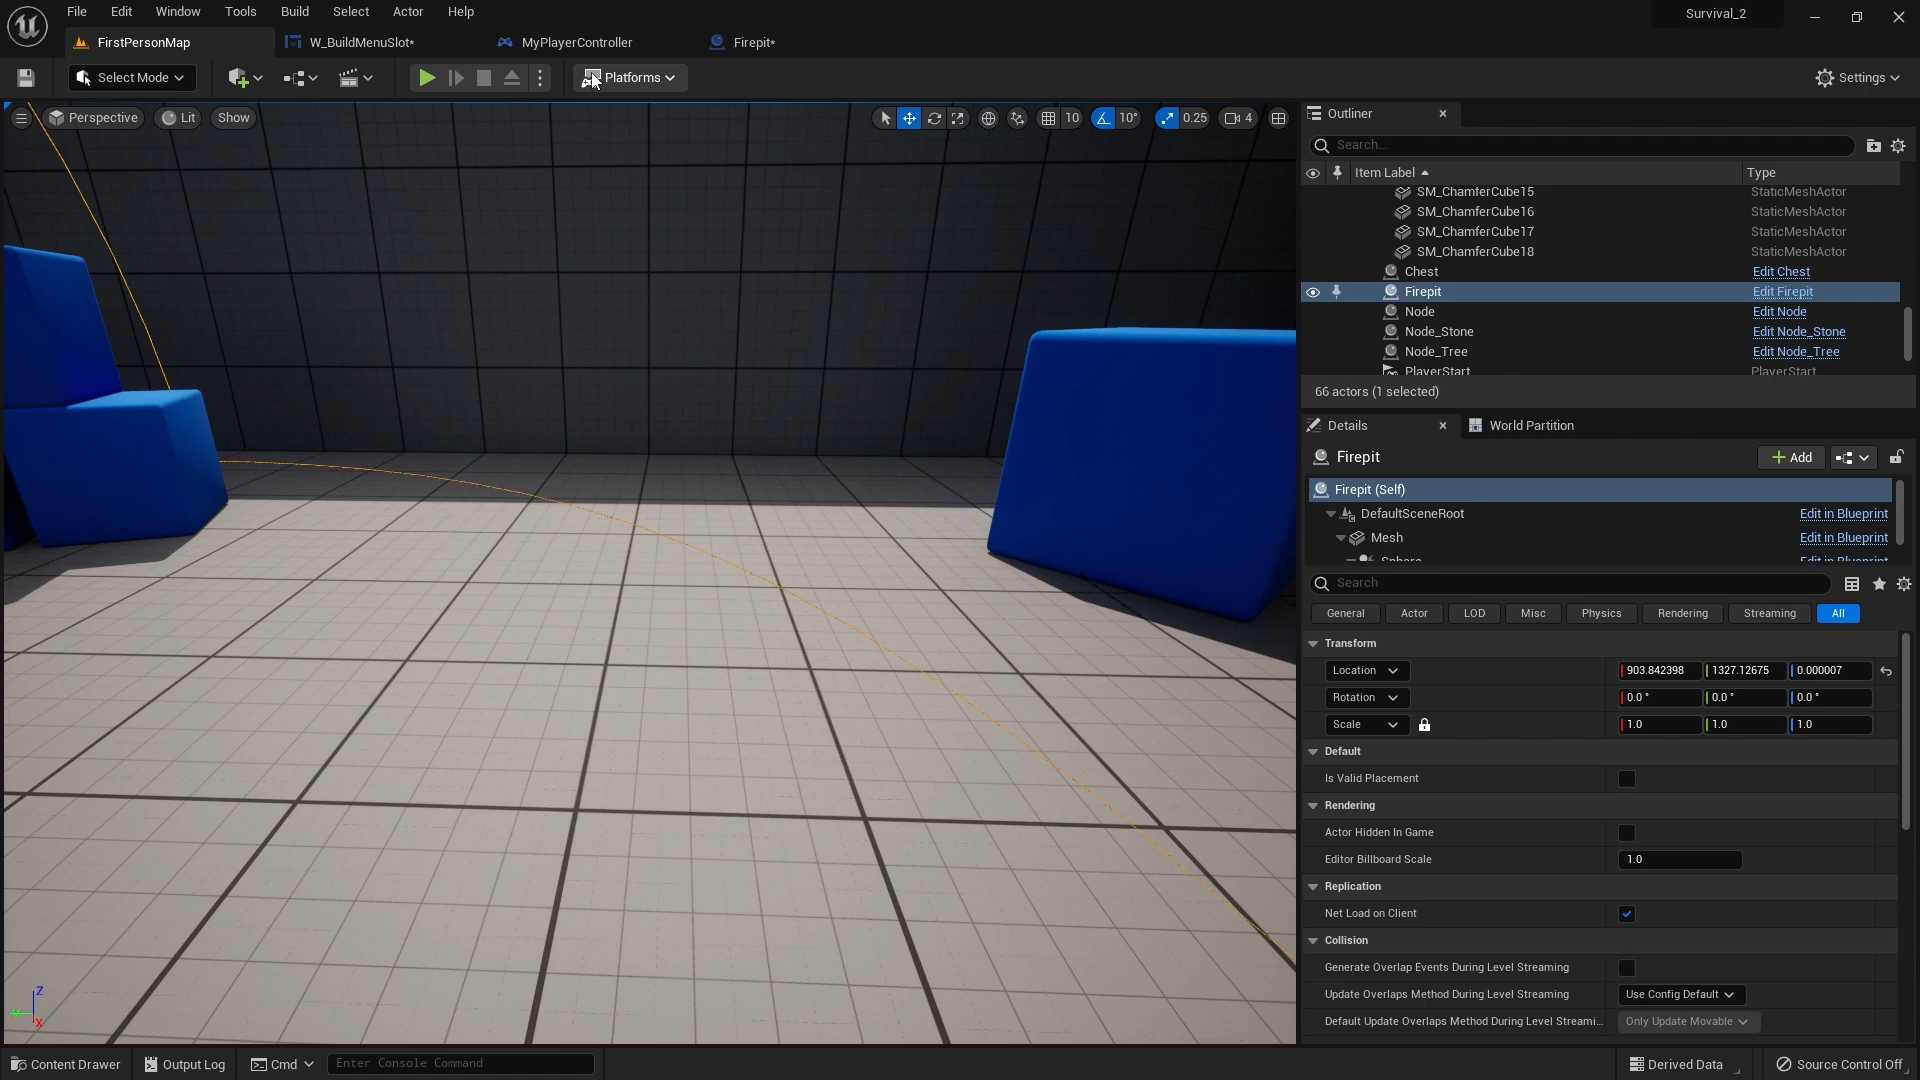 File Edit Window Tools Build Select Actor Help
Survival_2
FirstPersonMap
W_BuildMenuSlot*
MyPlayerController
Firepit*
Select Mode
Platforms
Settings
Perspective
Lit
Show
10
10°
0.25
4
Outliner
Search...
Item Label
Type
SM_ChamferCube15 StaticMeshActor
SM_ChamferCube16 StaticMeshActor
SM_ChamferCube17 StaticMeshActor
SM_ChamferCube18 StaticMeshActor
Chest Edit Chest
Firepit Edit Firepit
Node Edit Node
Node_Stone Edit Node_Stone
Node_Tree Edit Node_Tree
PlayerStart PlayerStart
66 actors (1 selected)
Details
World Partition
Firepit
Add
Firepit (Self)
DefaultSceneRoot Edit in Blueprint
Mesh Edit in Blueprint
Sphere Edit in Blueprint
Search
General Actor LOD Misc Physics Rendering Streaming All
Transform
Location 903.842398 1327.12675 0.000007
Rotation 0.0 ° 0.0 ° 0.0 °
Scale 1.0 1.0 1.0
Default
Is Valid Placement
Rendering
Actor Hidden In Game
Editor Billboard Scale 1.0
Replication
Net Load on Client
Collision
Generate Overlap Events During Level Streaming
Update Overlaps Method During Level Streaming Use Config Default
Default Update Overlaps Method During Level Streami... Only Update Movable
Z
Y
X
Content Drawer
Output Log
Cmd
Enter Console Command
Derived Data
Source Control Off